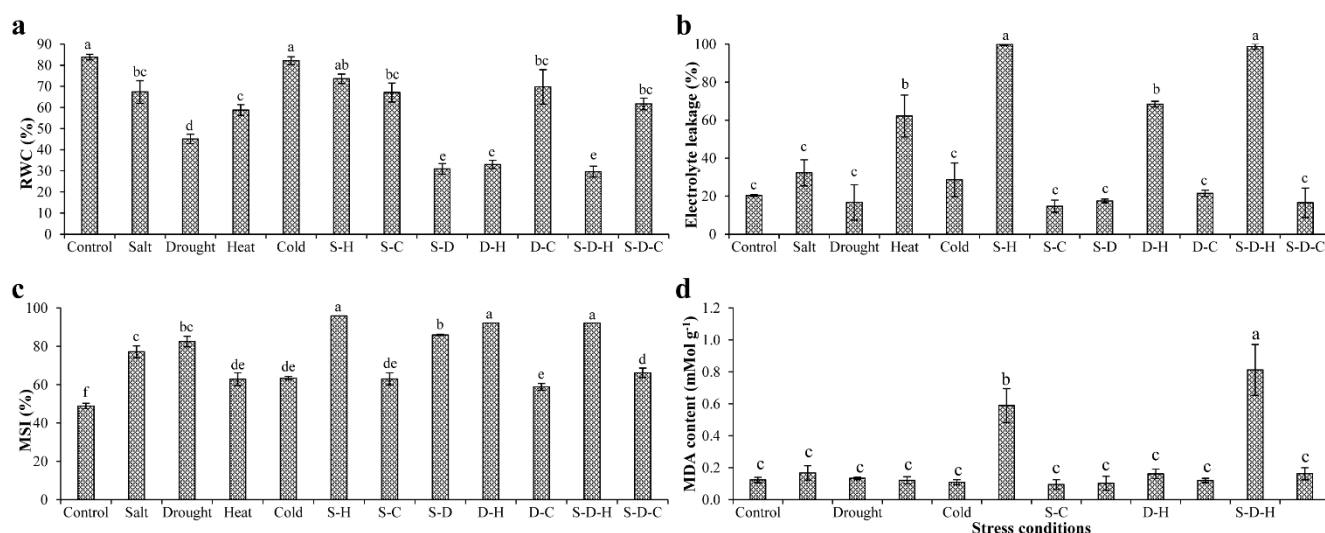 a
RWC (%)
90
80
70
60
50
40
30
20
10
0
a
bc
d
c
a
ab
bc
e
e
bc
e
bc
Control Salt Drought Heat Cold S-H S-C S-D D-H D-C S-D-H S-D-C
b
Electrolyte leakage (%)
100
80
60
40
20
0
c
c
c
b
c
a
c
c
b
c
a
c
Control Salt Drought Heat Cold S-H S-C S-D D-H D-C S-D-H S-D-C
c
MSI (%)
100
80
60
40
20
0
f
c
bc
de
de
a
de
b
a
e
a
d
Control Salt Drought Heat Cold S-H S-C S-D D-H D-C S-D-H S-D-C
d
MDA content (mMol g-1)
1.2
1.0
0.8
0.6
0.4
0.2
0.0
c
c
c
c
c
b
c
c
c
c
a
c
Control Drought Cold S-C D-H S-D-H
Stress conditions